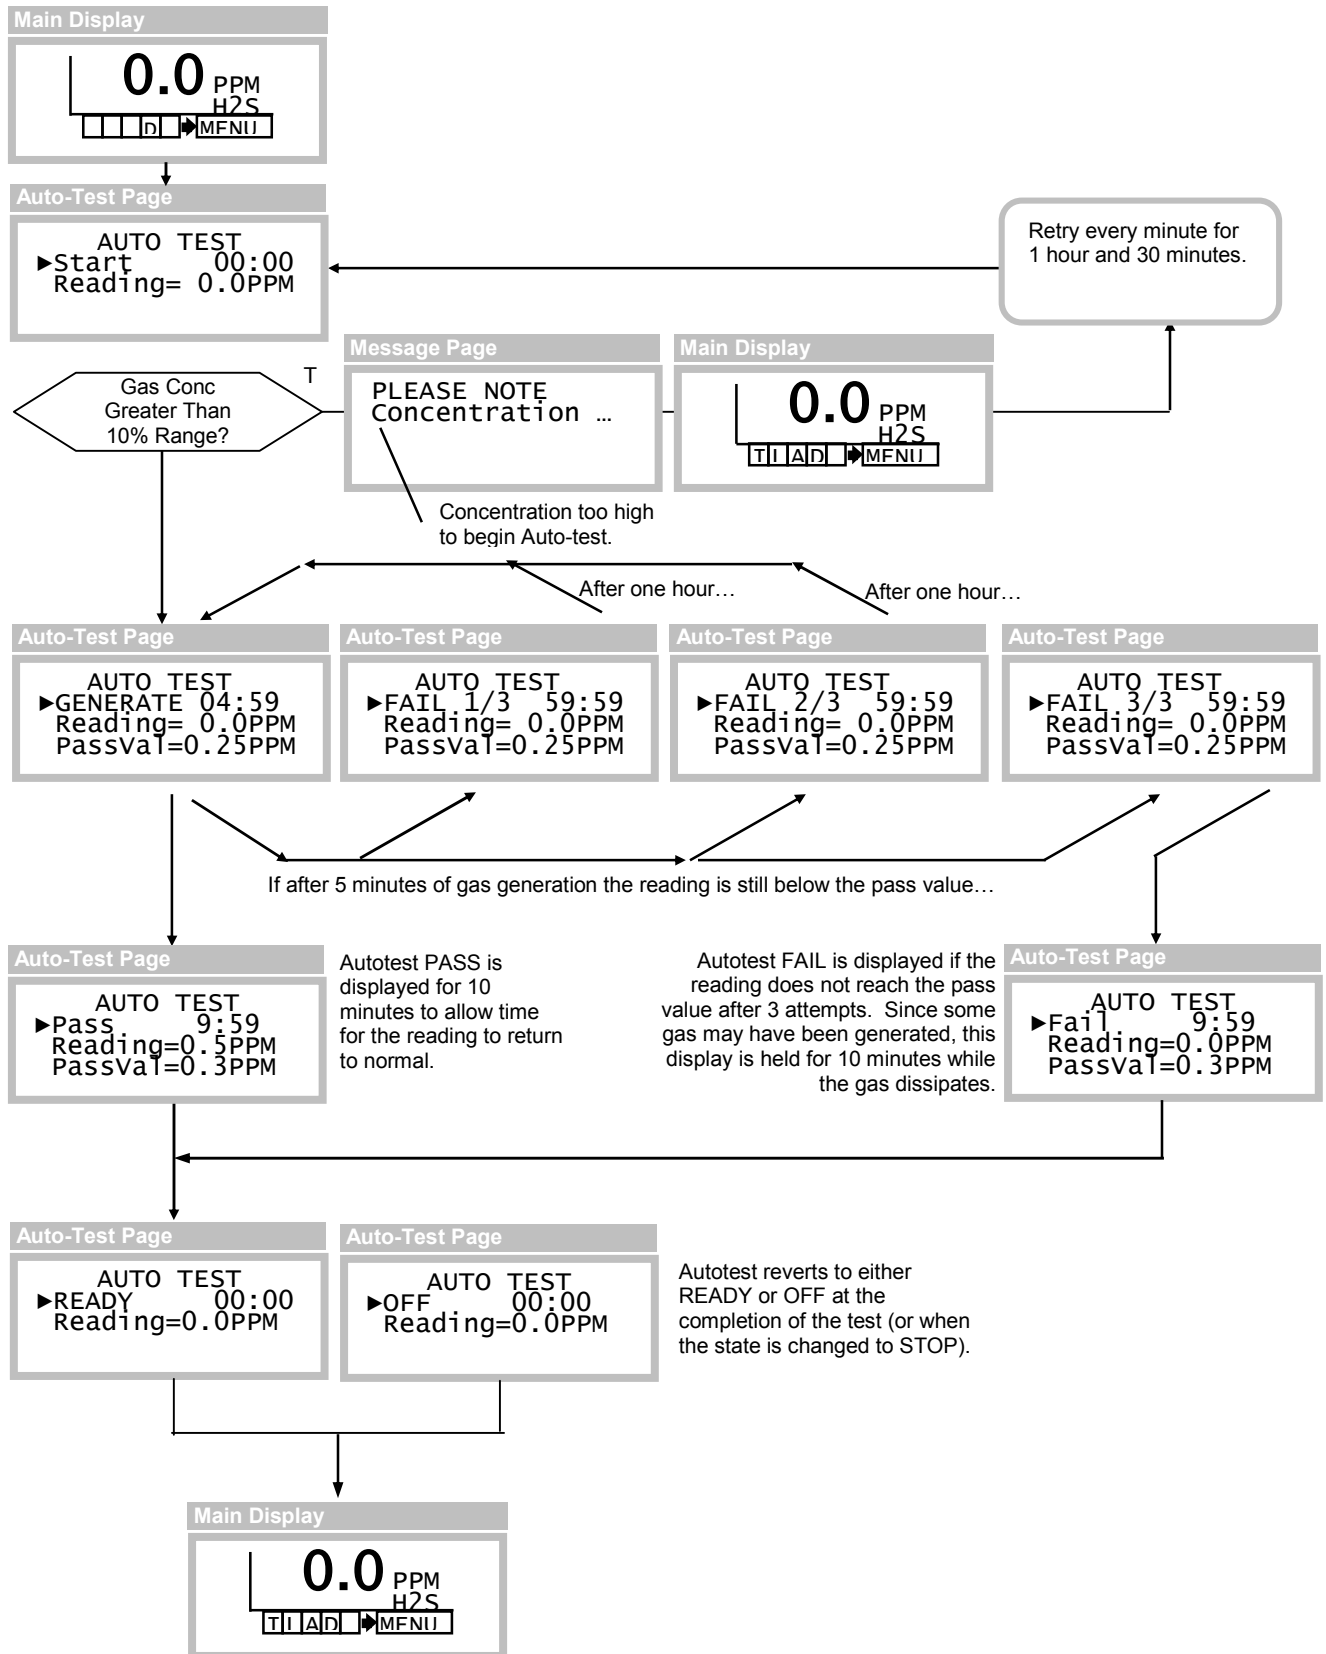 Main Display
0.0 PPM
H2S
D MENU
Auto-Test Page
AUTO TEST
►Start 00:00
Reading= 0.0PPM
Retry every minute for
1 hour and 30 minutes.
Gas Conc
Greater Than
10% Range?
T
Message Page
PLEASE NOTE
Concentration ...
Main Display
0.0 PPM
H2S
T I A D MENU
Concentration too high
to begin Auto-test.
After one hour…
After one hour…
Auto-Test Page
AUTO TEST
►GENERATE 04:59
Reading= 0.0PPM
PassVal=0.25PPM
Auto-Test Page
AUTO TEST
►FAIL 1/3 59:59
Reading= 0.0PPM
PassVal=0.25PPM
Auto-Test Page
AUTO TEST
►FAIL 2/3 59:59
Reading= 0.0PPM
PassVal=0.25PPM
Auto-Test Page
AUTO TEST
►FAIL 3/3 59:59
Reading= 0.0PPM
PassVal=0.25PPM
If after 5 minutes of gas generation the reading is still below the pass value…
Auto-Test Page
AUTO TEST
►Pass 9:59
Reading=0.5PPM
PassVal=0.3PPM
Autotest PASS is
displayed for 10
minutes to allow time
for the reading to return
to normal.
Autotest FAIL is displayed if the
reading does not reach the pass
value after 3 attempts. Since some
gas may have been generated, this
display is held for 10 minutes while
the gas dissipates.
Auto-Test Page
AUTO TEST
►Fail 9:59
Reading=0.0PPM
PassVal=0.3PPM
Auto-Test Page
AUTO TEST
►READY 00:00
Reading=0.0PPM
Auto-Test Page
AUTO TEST
►OFF 00:00
Reading=0.0PPM
Autotest reverts to either
READY or OFF at the
completion of the test (or when
the state is changed to STOP).
Main Display
0.0 PPM
H2S
T I A D MENU